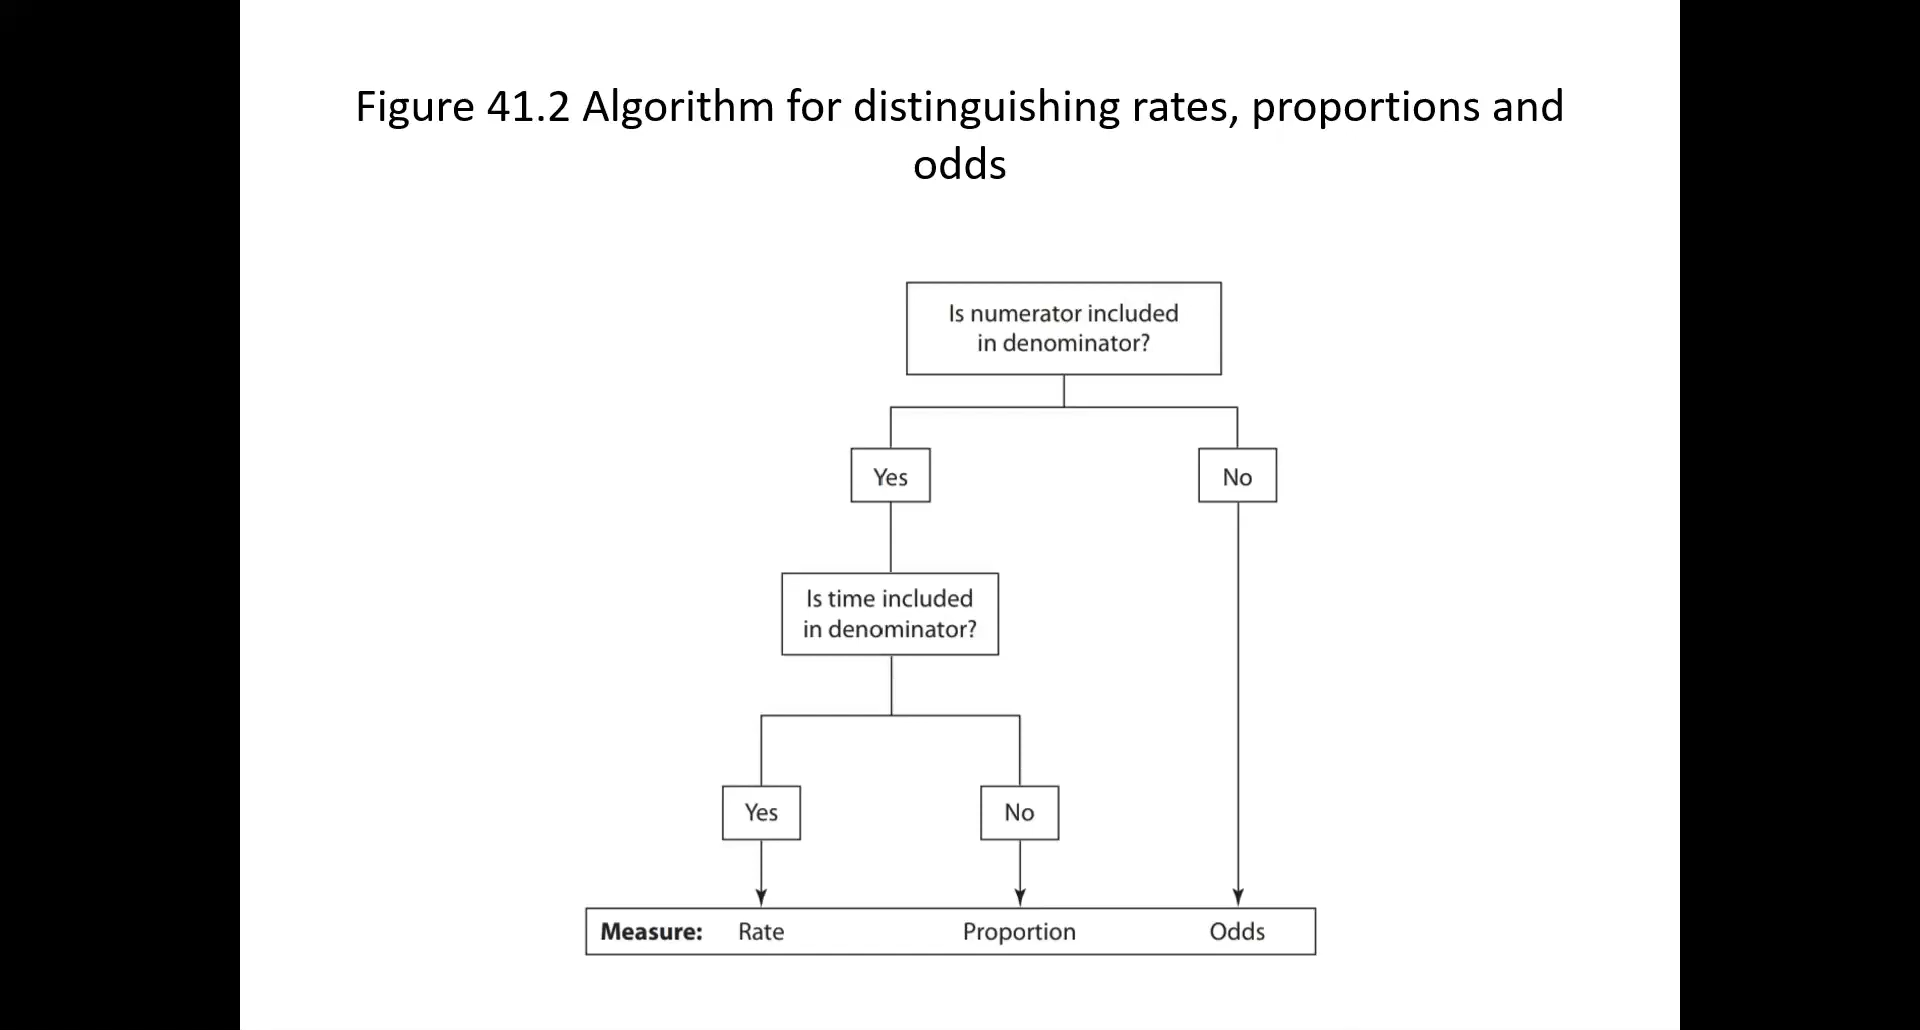 Figure 41.2 Algorithm for distinguishing rates, proportions and
odds
Is numerator included
in denominator?
Yes
No
Is time included
in denominator?
Yes
No
Measure: Rate Proportion Odds